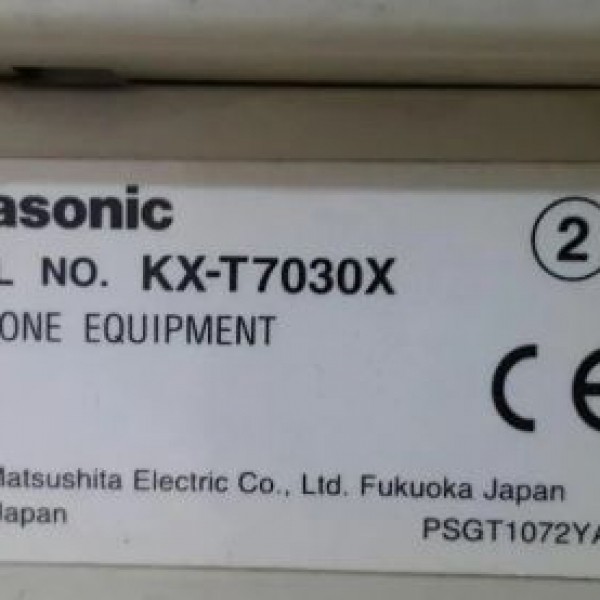 asonic
2
L NO. KX-T7030X
ONE EQUIPMENT
CE
Matsushita Electric Co., Ltd. Fukuoka Japan
Japan
PSGT1072YA